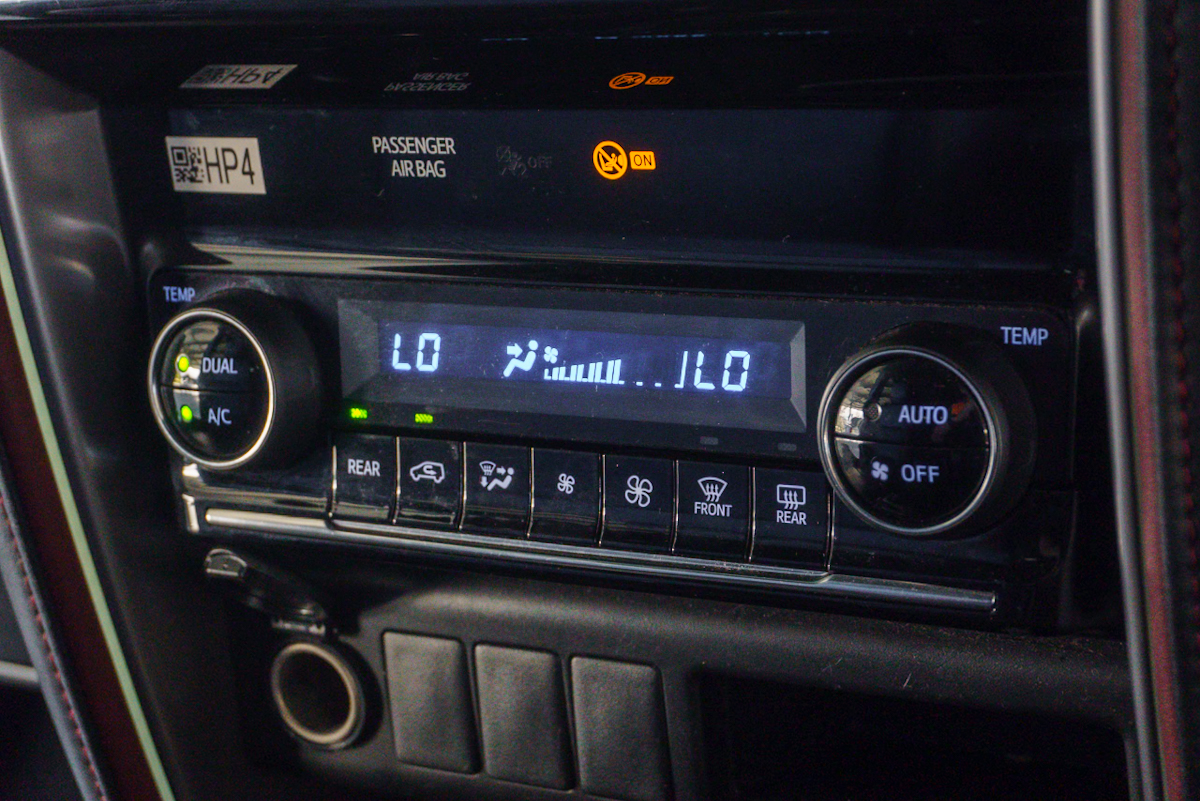 HP4
PASSENGER
AIR BAG
OFF
ON
TEMP
TEMP
DUAL
A/C
LO
LO
AUTO
OFF
REAR
FRONT
REAR